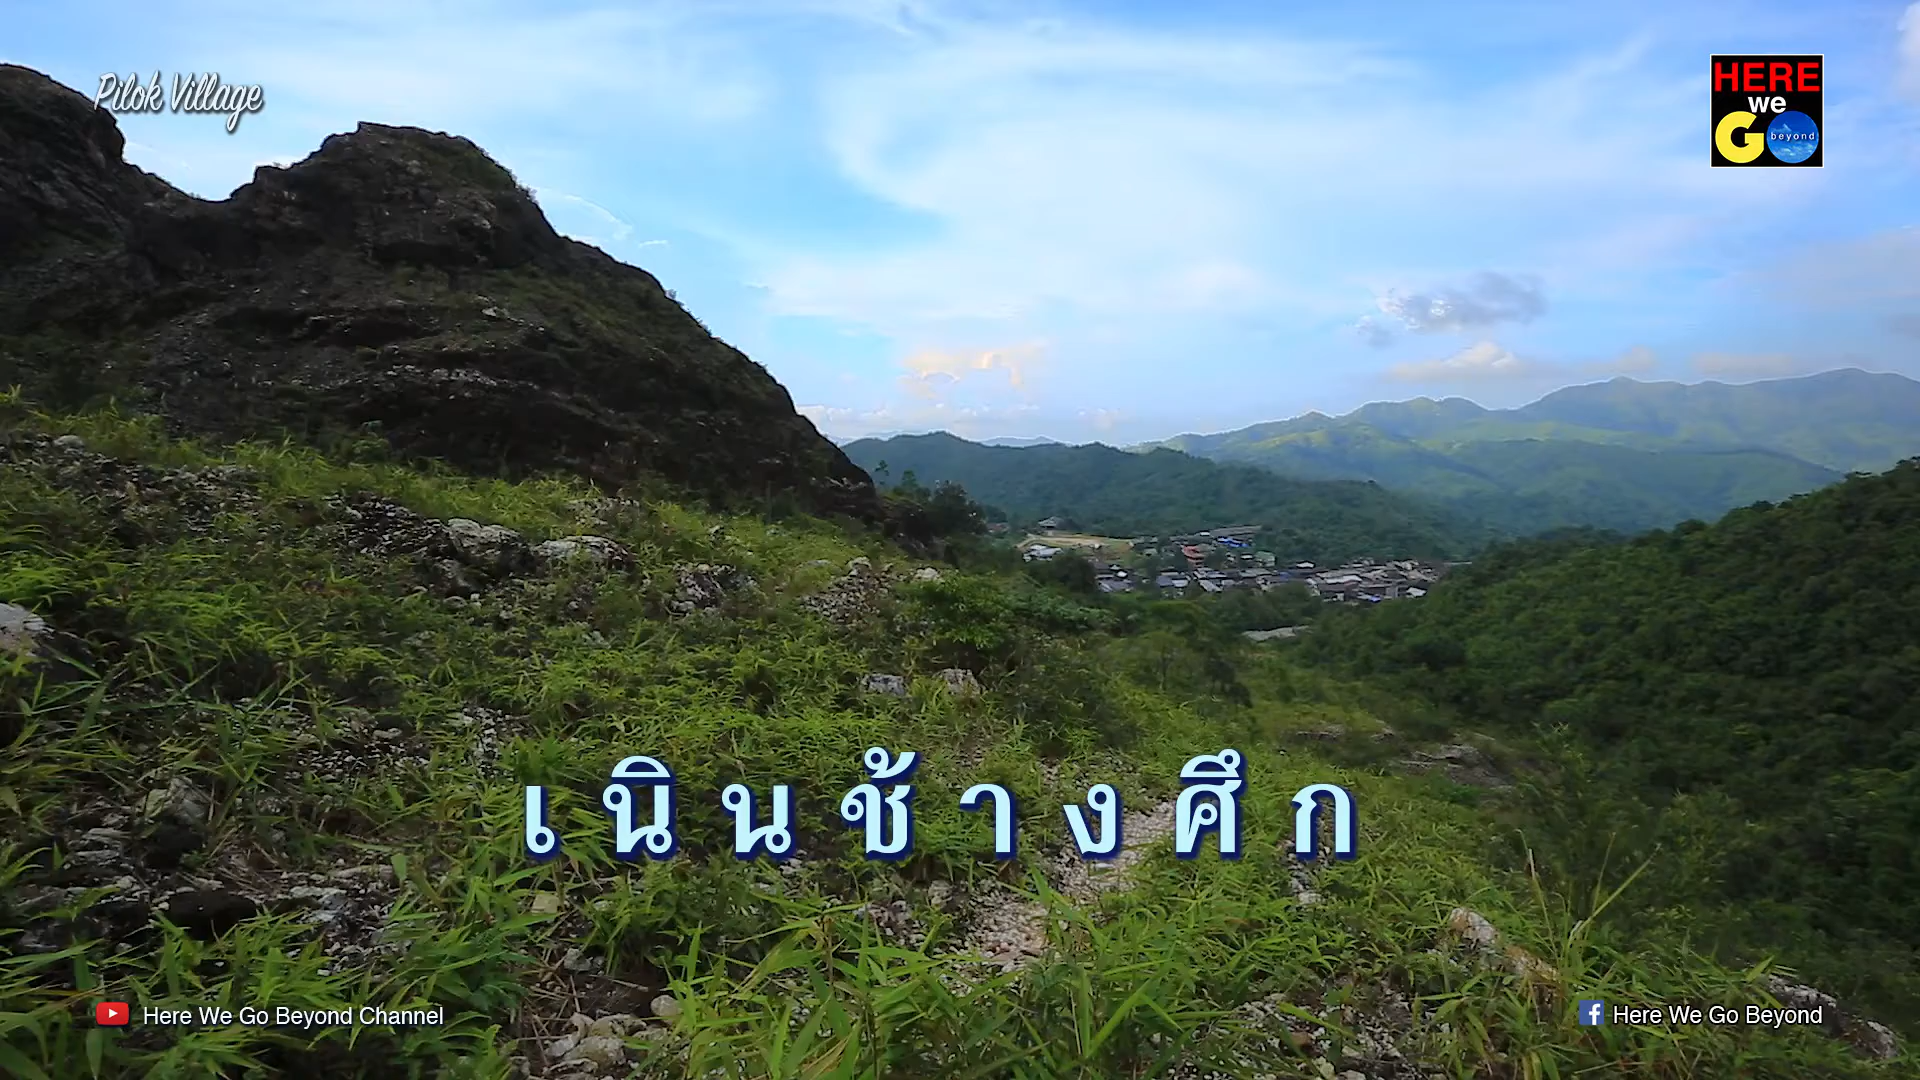 Pilok Village
HERE
we
GO
beyond
เนินช้างศึก
Here We Go Beyond Channel
Here We Go Beyond